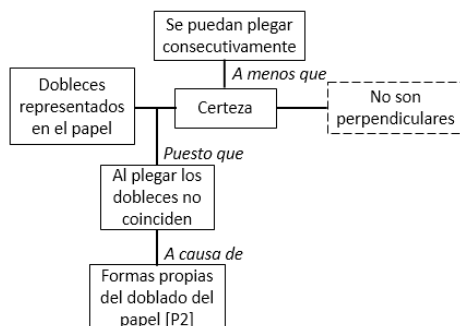 Se puedan plegar
consecutivamente
A menos que
Dobleces
representados
en el papel
Certeza
No son
perpendiculares
Puesto que
Al plegar los
dobleces no
coinciden
A causa de
Formas propias
del doblado del
papel [P2]